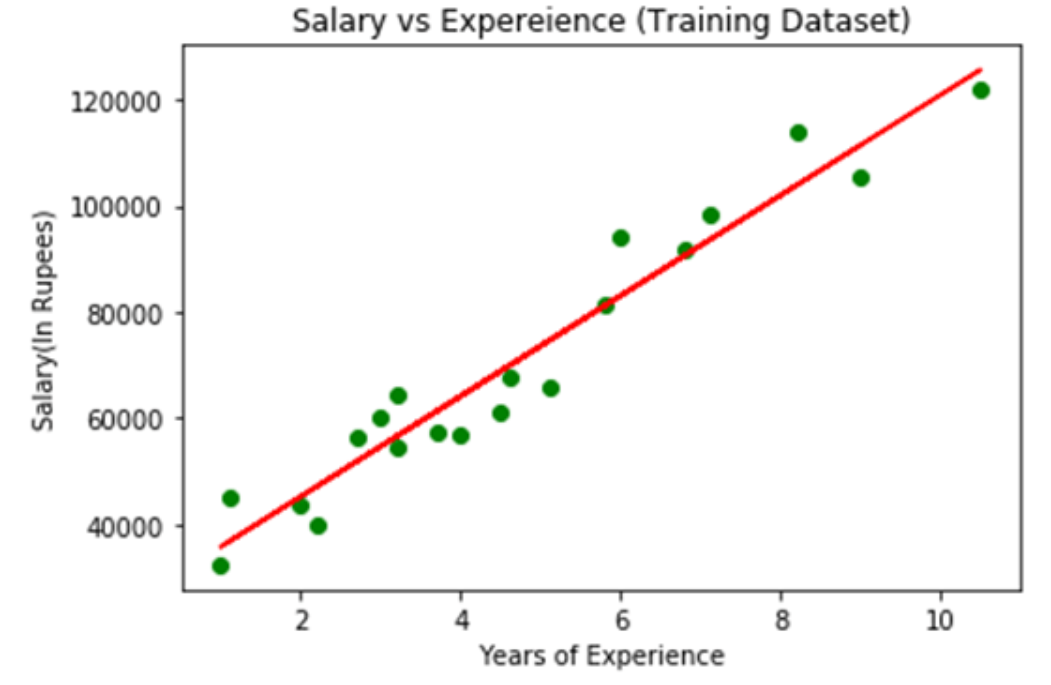 Salary vs Expereience (Training Dataset)
120000
100000
80000
60000
40000
Salary(In Rupees)
2 4 6 8 10
Years of Experience